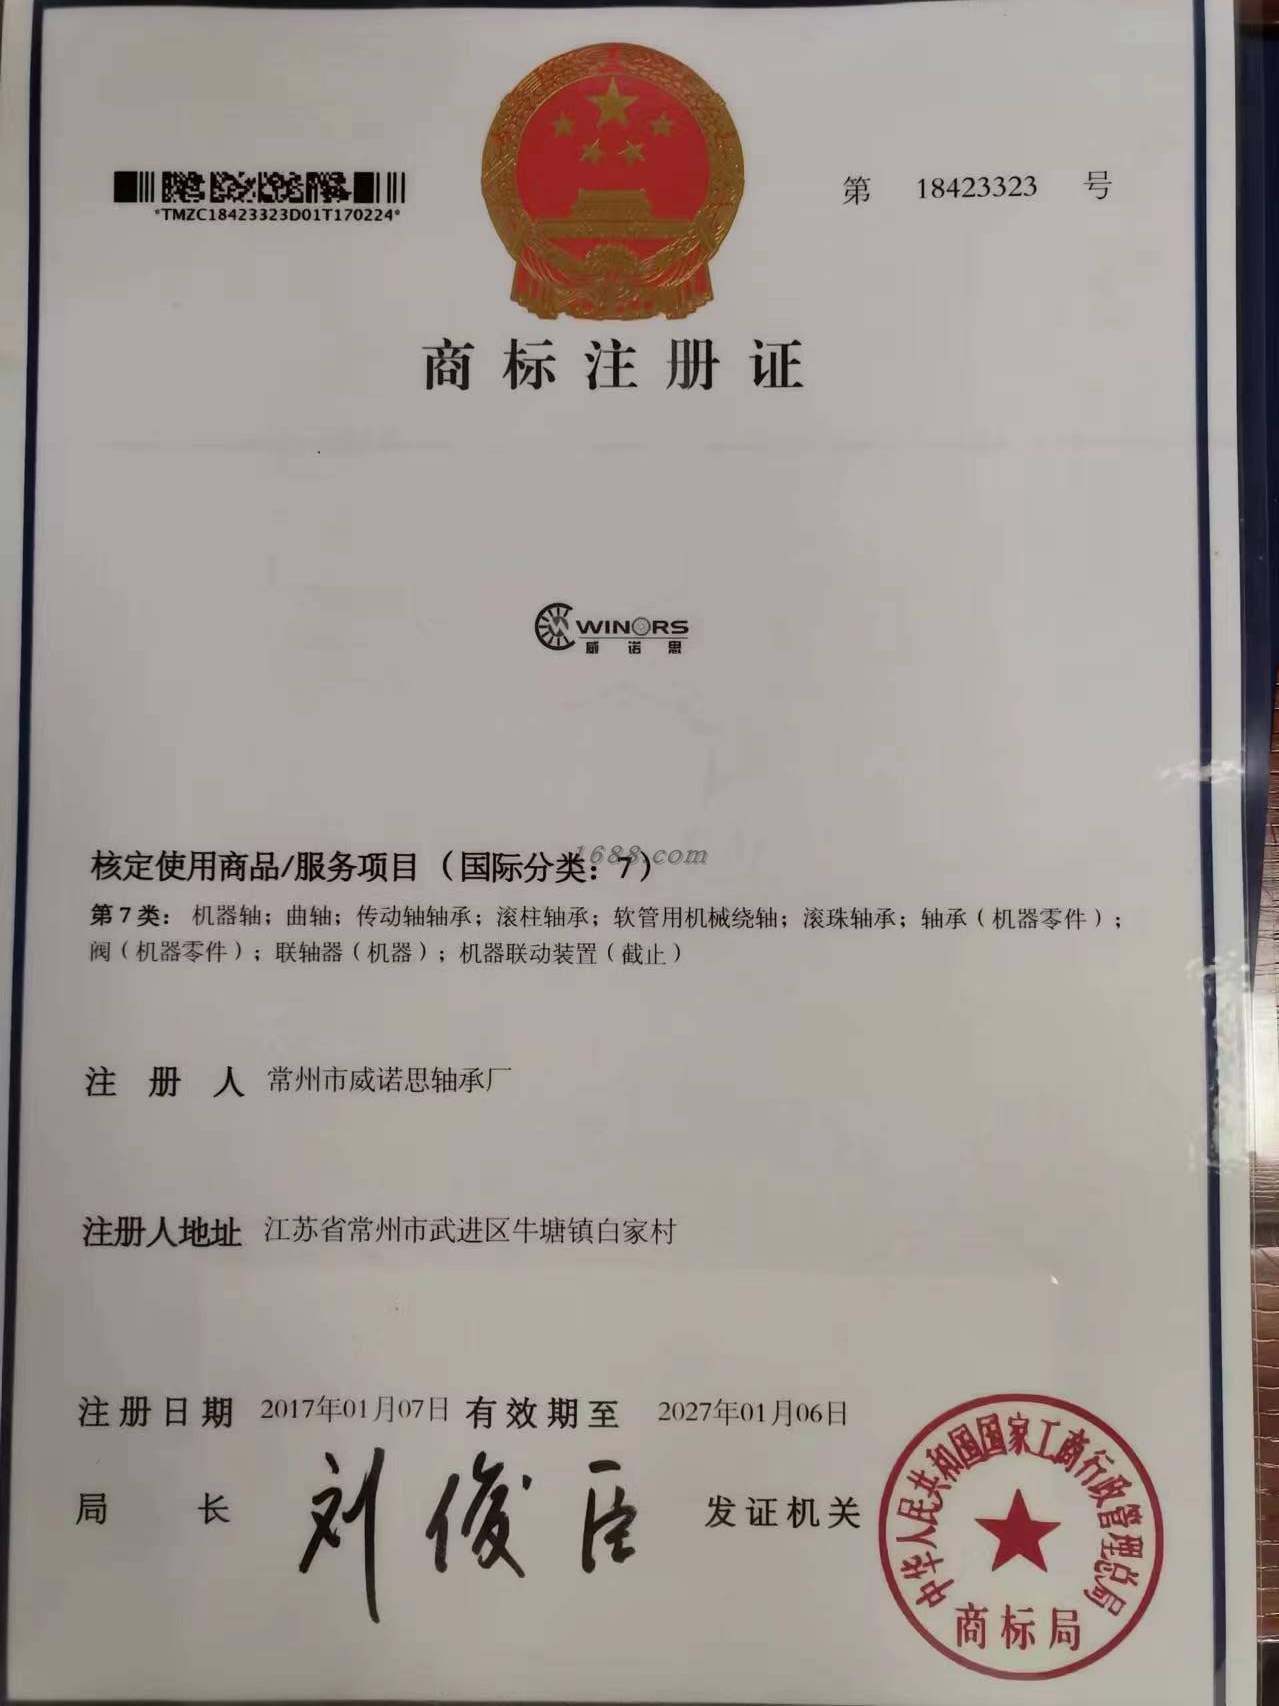 *TMZC18423323D01T170224*
第 18423323 号
商标注册证
WINORS
威诺思
1688.com
核定使用商品/服务项目（国际分类：7）
第7类：机器轴；曲轴；传动轴轴承；滚柱轴承；软管用机械绕轴；滚珠轴承；轴承（机器零件）；
阀（机器零件）；联轴器（机器）；机器联动装置（截止）
注册人 常州市威诺思轴承厂
注册人地址 江苏省常州市武进区牛塘镇白家村
注册日期 2017年01月07日 有效期至 2027年01月06日
局长 刘俊臣 发证机关
中华人民共和国国家工商行政管理总局
商标局